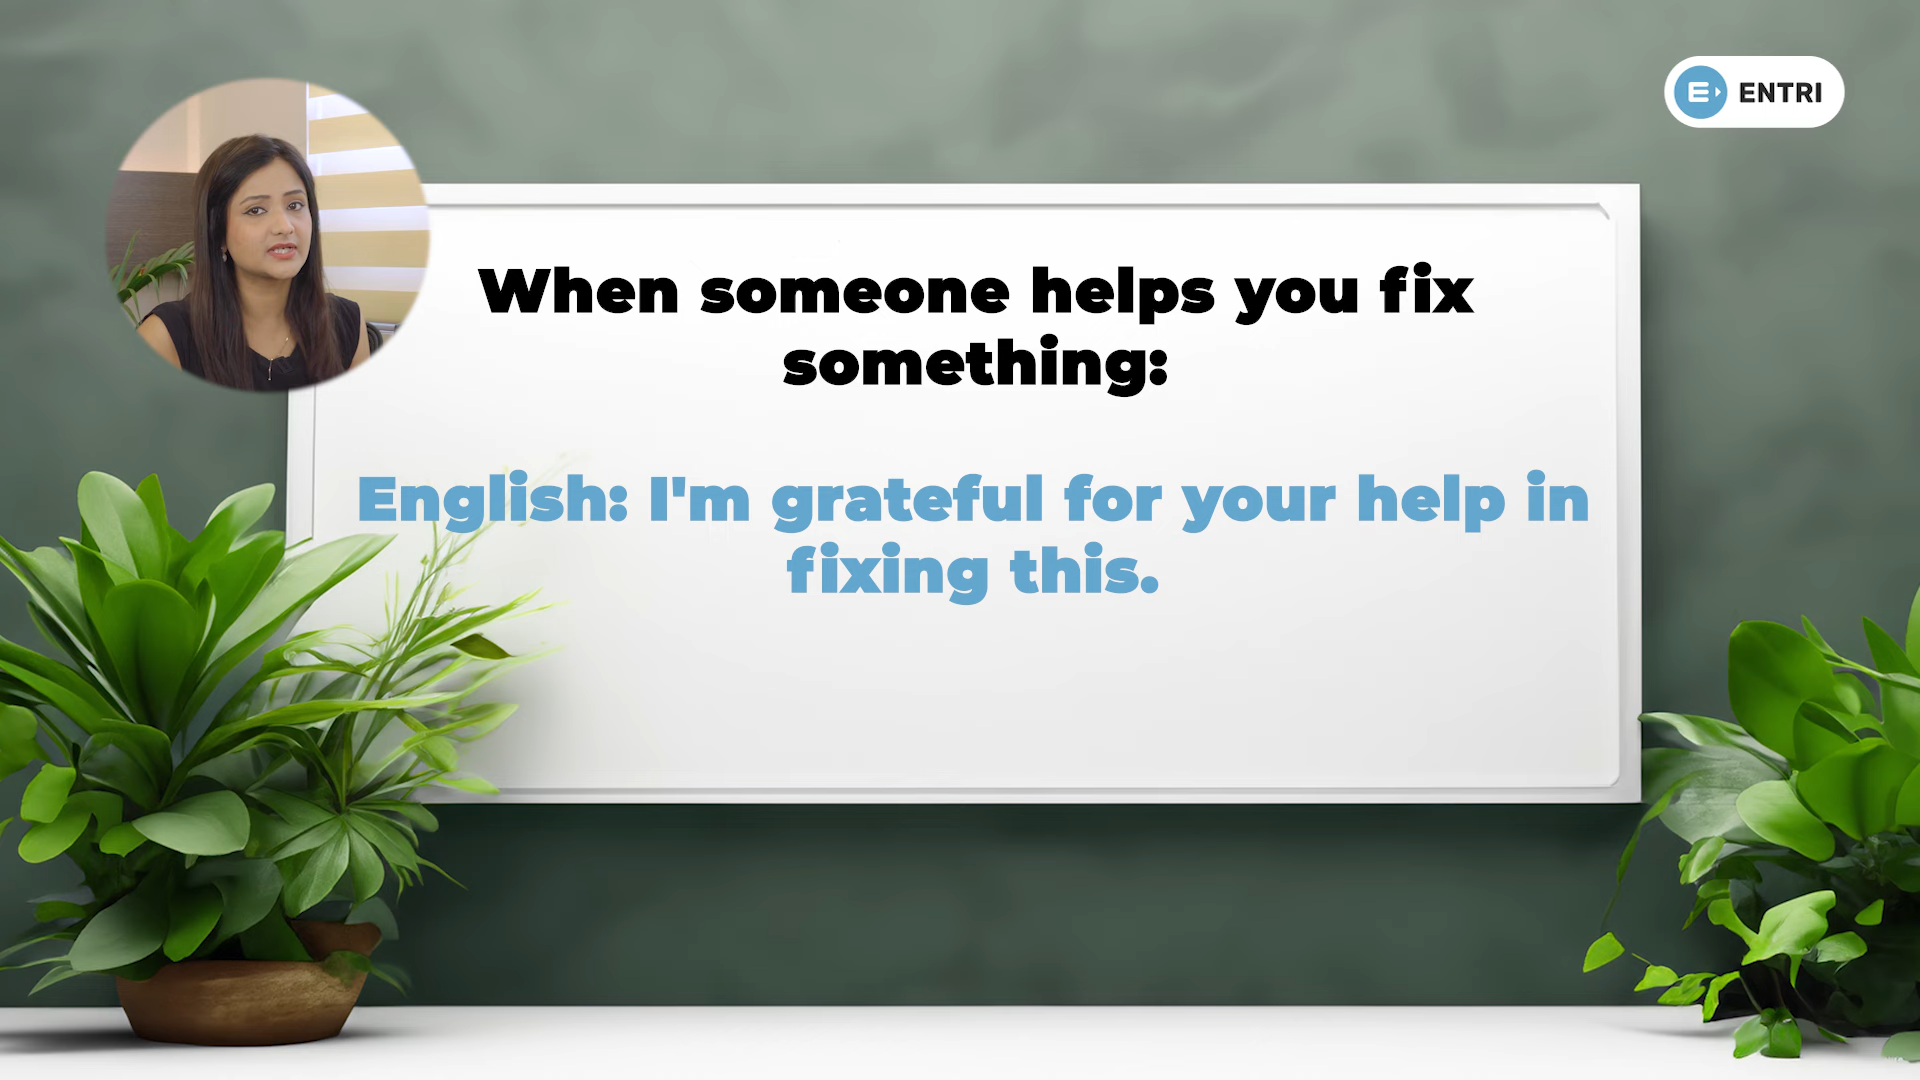 ENTRI
When someone helps you fix
something:
English: I'm grateful for your help in
fixing this.